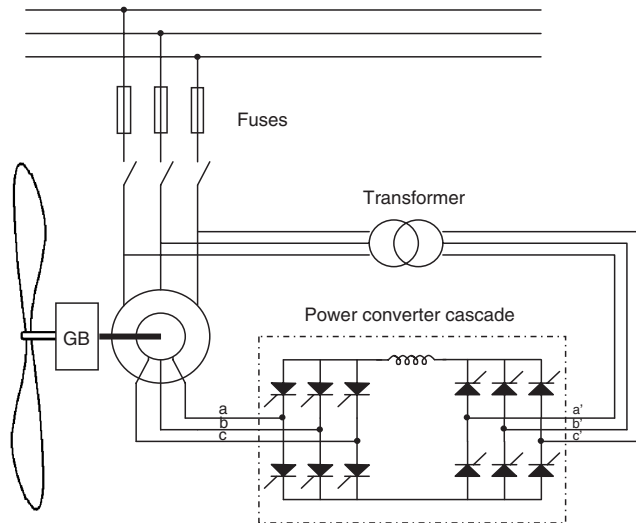 Fuses
Transformer
GB
Power converter cascade
a
b
c
a'
b'
c'